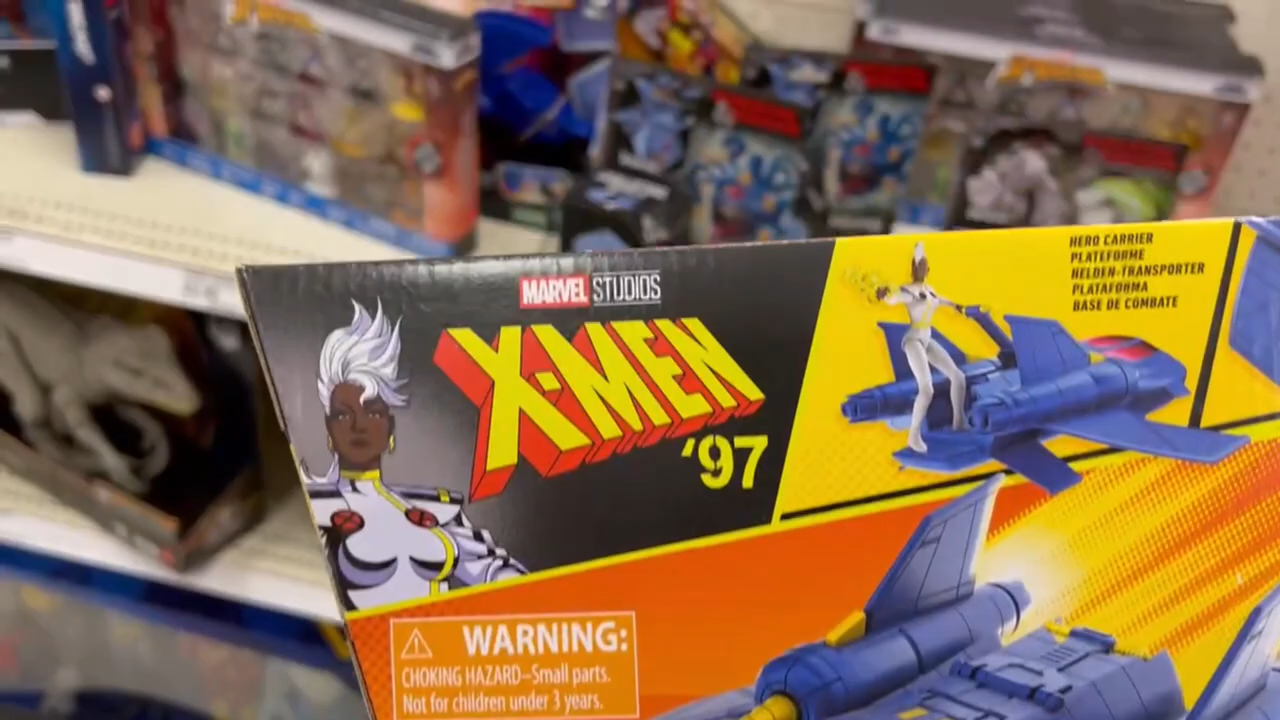 MARVEL STUDIOS
X-MEN
'97
HERO CARRIER
PLATEFORME
HELDEN-TRANSPORTER
PLATAFORMA
BASE DE COMBATE
WARNING:
CHOKING HAZARD–Small parts.
Not for children under 3 years.